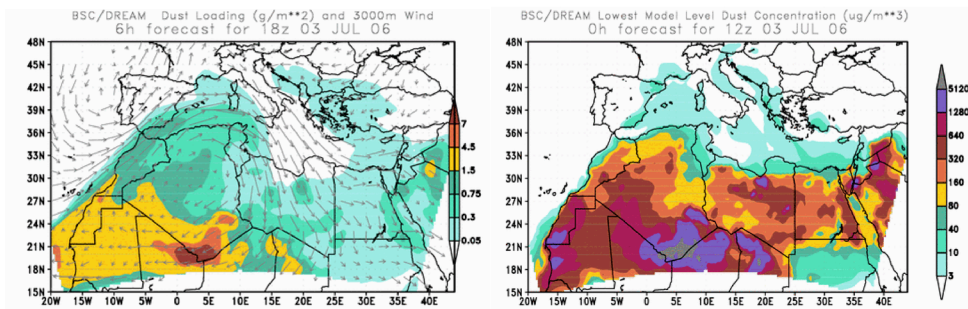 BSC/DREAM Dust Loading (g/m**2) and 3000m Wind
6h forecast for 18z 03 JUL 06
48N
45N
42N
39N
36N
33N
30N
27N
24N
21N
18N
15N
20W 15W 10W 5W 0 5E 10E 15E 20E 25E 30E 35E 40E
7
4.5
1.5
0.75
0.3
0.05
BSC/DREAM Lowest Model Level Dust Concentration (ug/m**3)
0h forecast for 12z 03 JUL 06
48N
45N
42N
39N
36N
33N
30N
27N
24N
21N
18N
15N
20W 15W 10W 5W 0 5E 10E 15E 20E 25E 30E 35E 40E
5120
1280
640
320
160
80
40
10
3